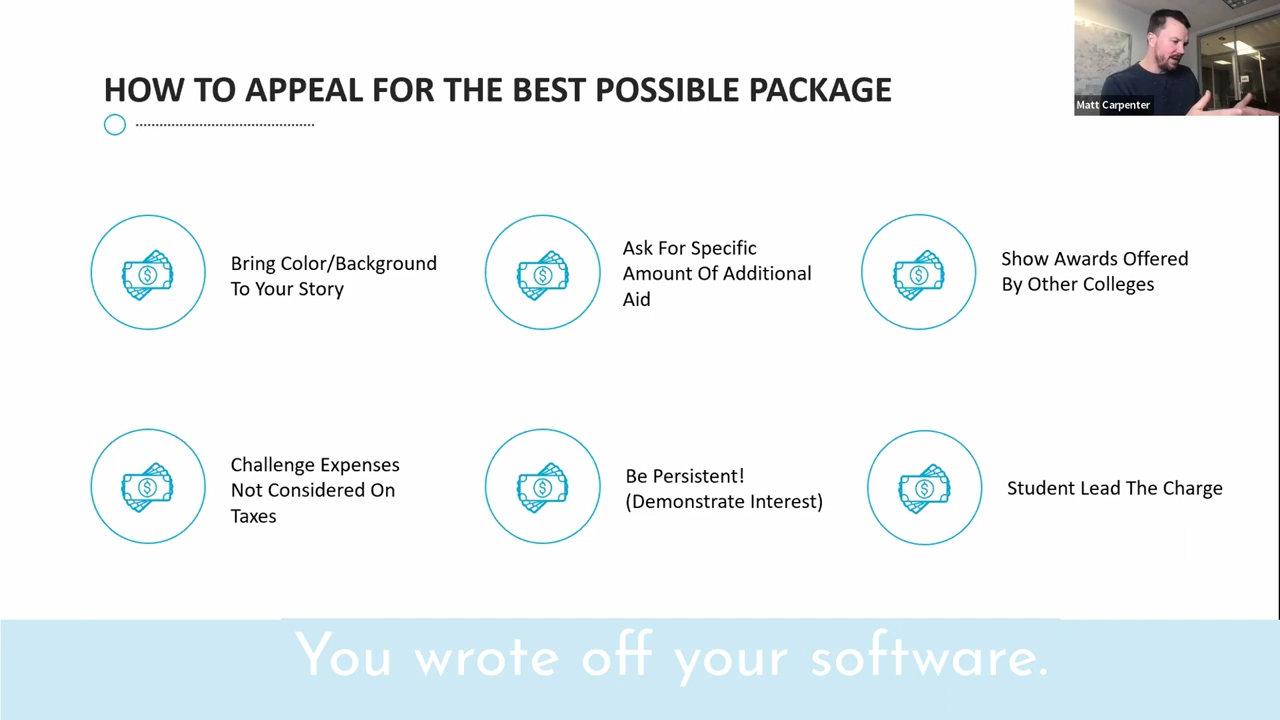 HOW TO APPEAL FOR THE BEST POSSIBLE PACKAGE
Matt Carpenter
Bring Color/Background
To Your Story
Ask For Specific
Amount Of Additional
Aid
Show Awards Offered
By Other Colleges
Challenge Expenses
Not Considered On
Taxes
Be Persistent!
(Demonstrate Interest)
Student Lead The Charge
You wrote off your software.